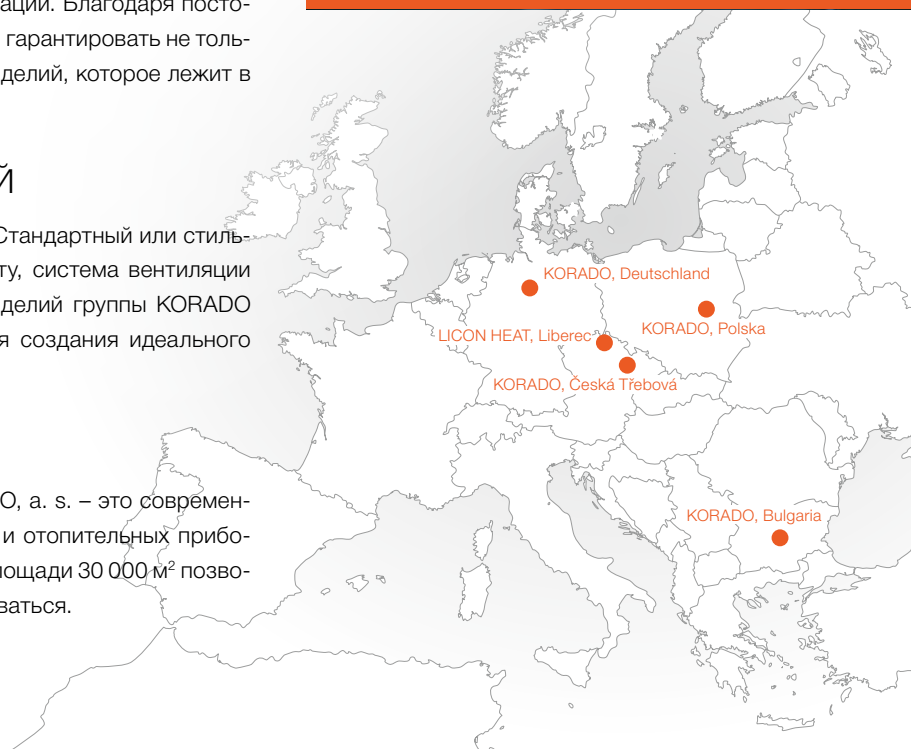 ации. Благодаря посто-
гарантировать не толь-
делий, которое лежит в
Й
Стандартный или стиль-
ту, система вентиляции
делий группы KORADO
я создания идеального
O, a. s. – это современ-
и отопительных прибо-
лощади 30 000 м² позво-
ваться.
KORADO, Deutschland
KORADO, Polska
LICON HEAT, Liberec
KORADO, Česká Třebová
KORADO, Bulgaria